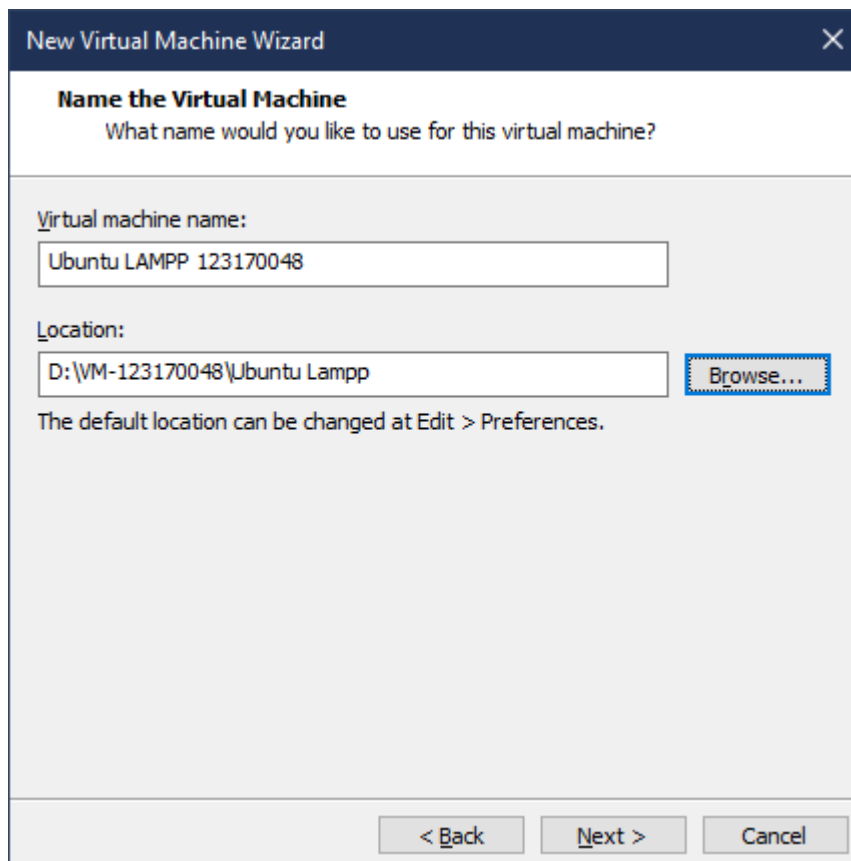 New Virtual Machine Wizard
Name the Virtual Machine
What name would you like to use for this virtual machine?
Virtual machine name:
Ubuntu LAMPP 123170048
Location:
D:\VM-123170048\Ubuntu Lampp
Browse...
The default location can be changed at Edit > Preferences.
< Back Next > Cancel